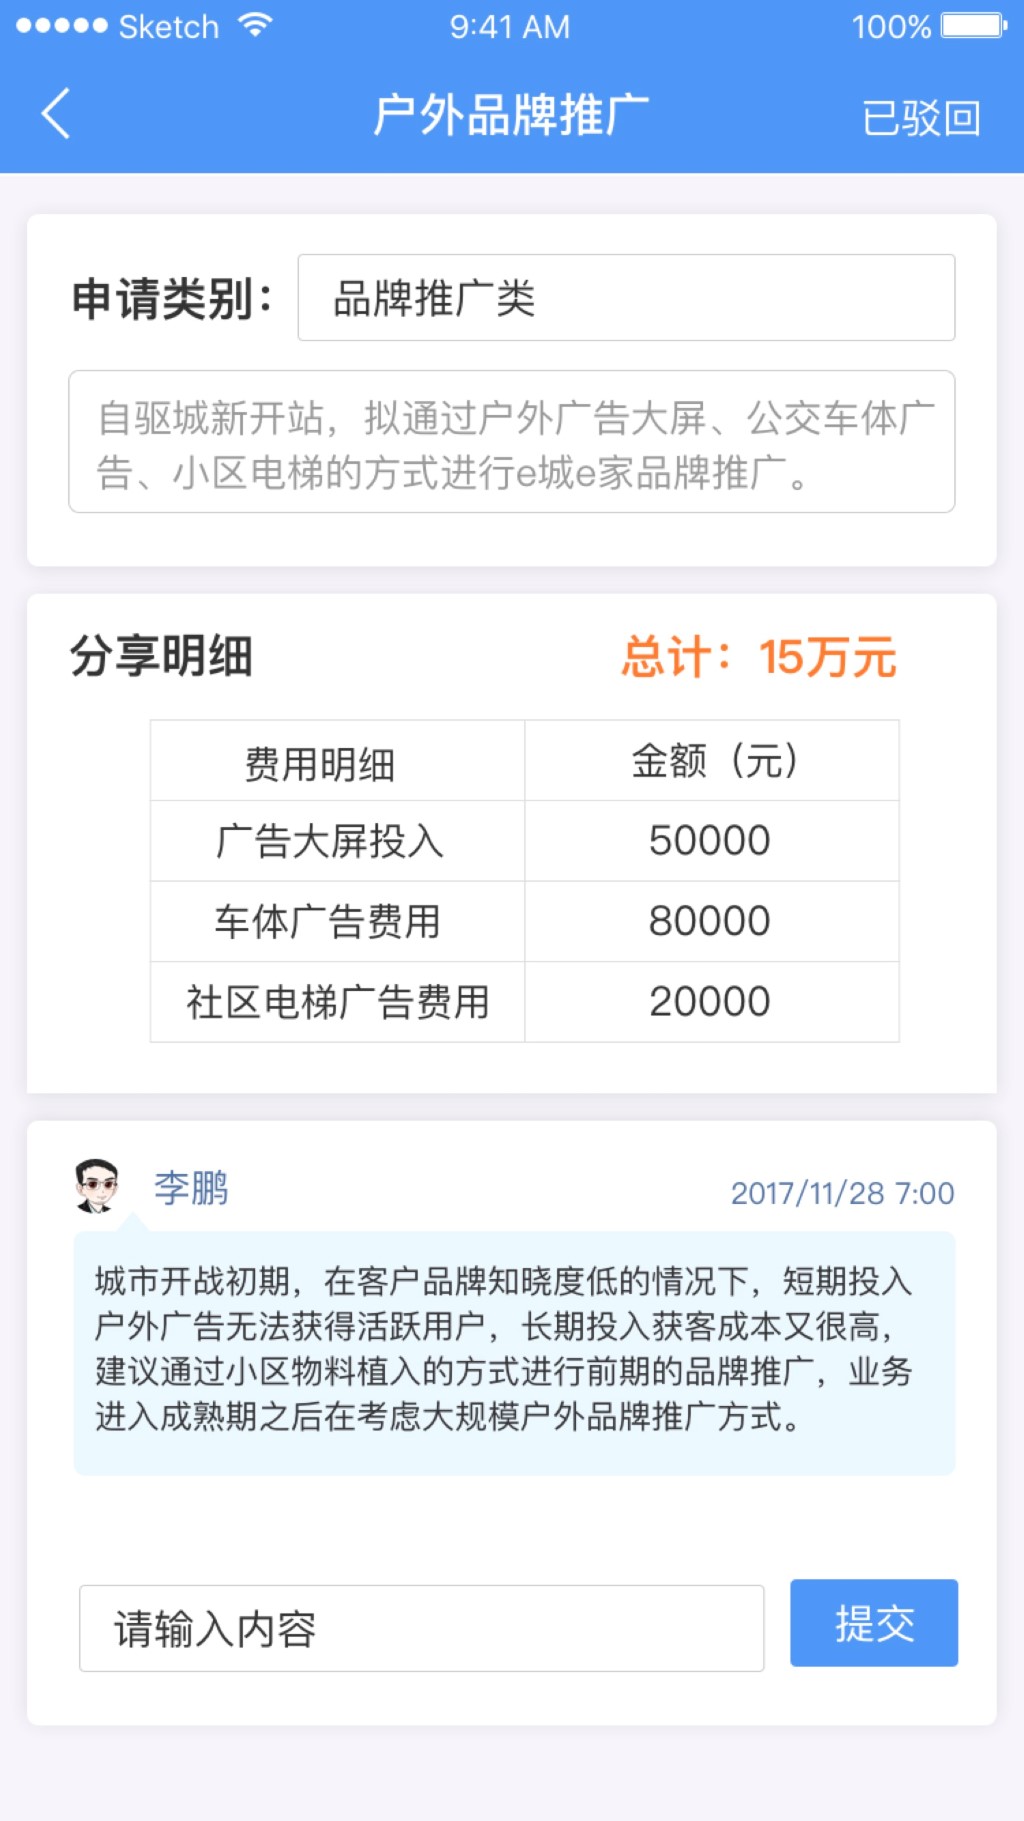 Sketch 9:41 AM 100%
户外品牌推广 已驳回
申请类别： 品牌推广类
自驱城新开站，拟通过户外广告大屏、公交车体广
告、小区电梯的方式进行e城e家品牌推广。
分享明细 总计：15万元
费用明细 金额（元）
广告大屏投入 50000
车体广告费用 80000
社区电梯广告费用 20000
李鹏 2017/11/28 7:00
城市开战初期，在客户品牌知晓度低的情况下，短期投入
户外广告无法获得活跃用户，长期投入获客成本又很高，
建议通过小区物料植入的方式进行前期的品牌推广，业务
进入成熟期之后在考虑大规模户外品牌推广方式。
请输入内容 提交